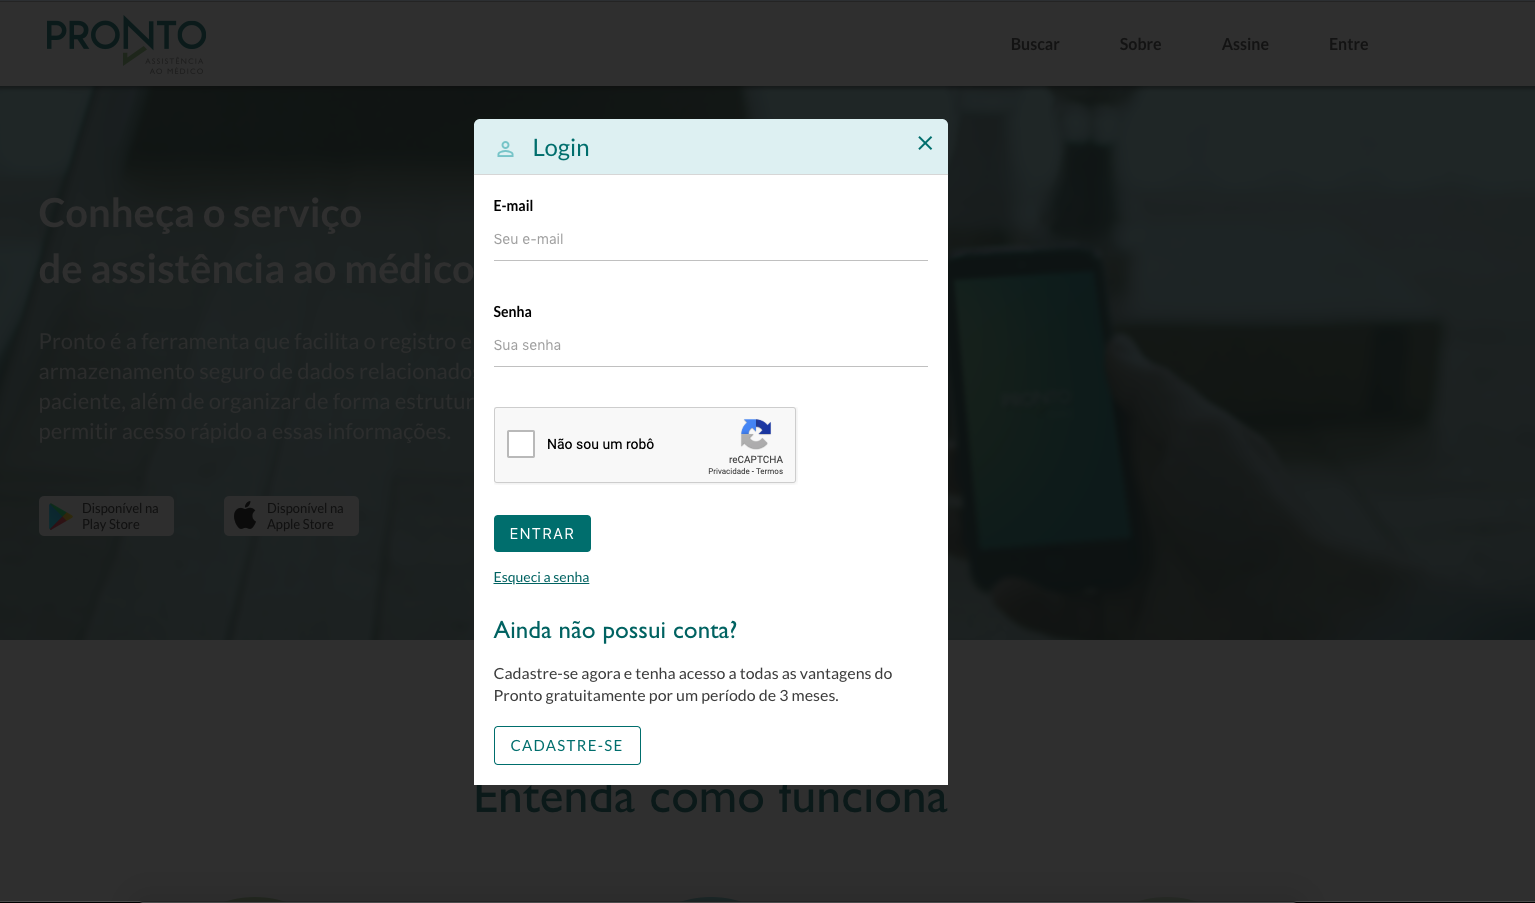 PRONTO
ASSISTÊNCIA
AO MÉDICO
Buscar
Sobre
Assine
Entre
Conheça o serviço
de assistência ao médico
Pronto é a ferramenta que facilita o registro e
armazenamento seguro de dados relacionado
paciente, além de organizar de forma estrutur
permitir acesso rápido a essas informações.
Disponível na
Play Store
Disponível na
Apple Store
Login
E-mail
Seu e-mail
Senha
Sua senha
Não sou um robô
reCAPTCHA
Privacidade - Termos
ENTRAR
Esqueci a senha
Ainda não possui conta?
Cadastre-se agora e tenha acesso a todas as vantagens do
Pronto gratuitamente por um período de 3 meses.
CADASTRE-SE
Entenda como funciona